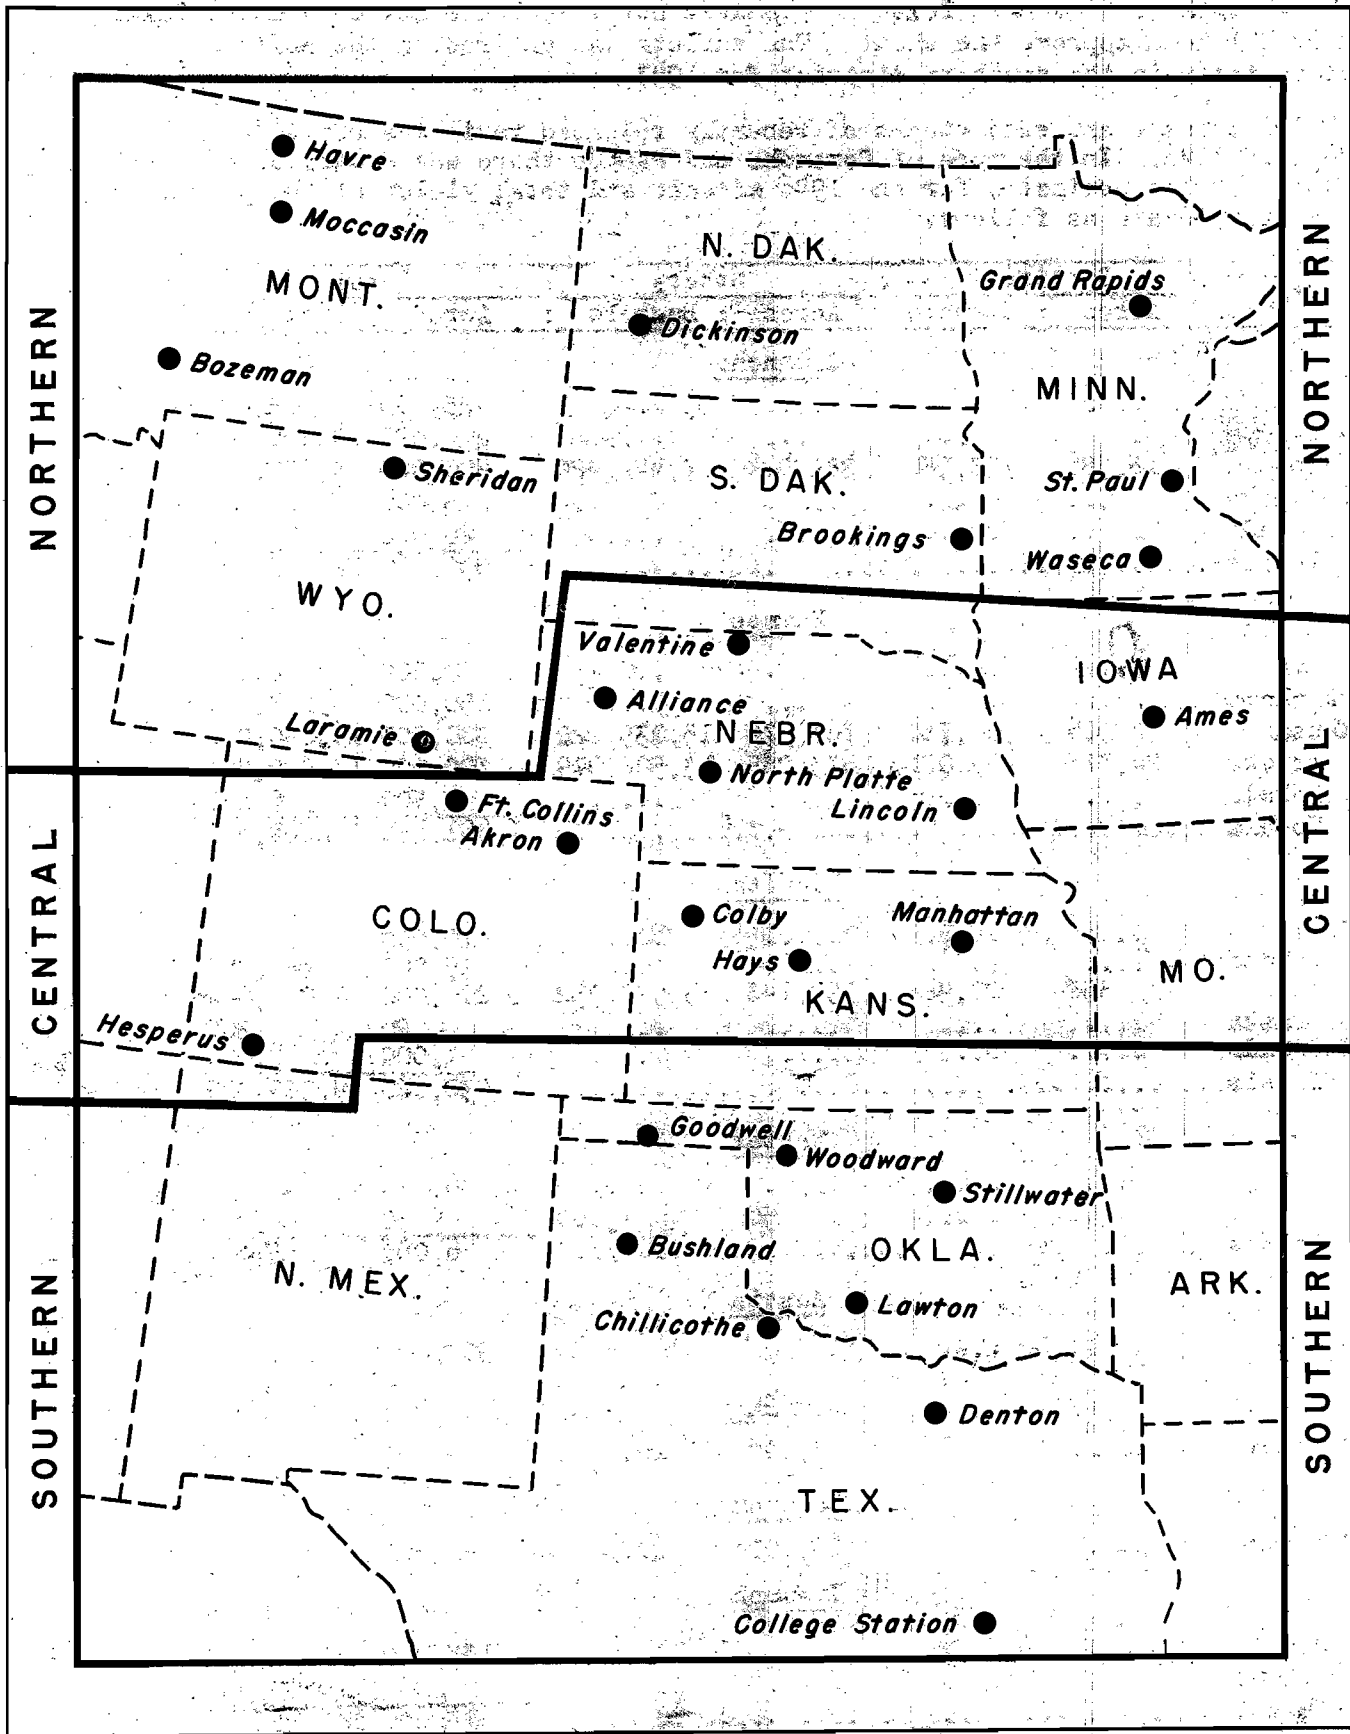 Havre
Moccasin
MONT.
N. DAK.
Grand Rapids
Dickinson
Bozeman
MINN.
NORTHERN
NORTHERN
Sheridan
S. DAK.
St. Paul
Brookings
Waseca
WYO.
Valentine
IOWA
Alliance
Ames
Laramie
NEBR.
North Platte
Ft. Collins
Lincoln
Akron
CENTRAL
CENTRAL
COLO.
Colby
Manhattan
Hays
MO.
KANS.
Hesperus
Goodwell
Woodward
Stillwater
Bushland
OKLA.
N. MEX.
ARK.
Lawton
Chillicothe
SOUTHERN
SOUTHERN
Denton
TEX.
College Station